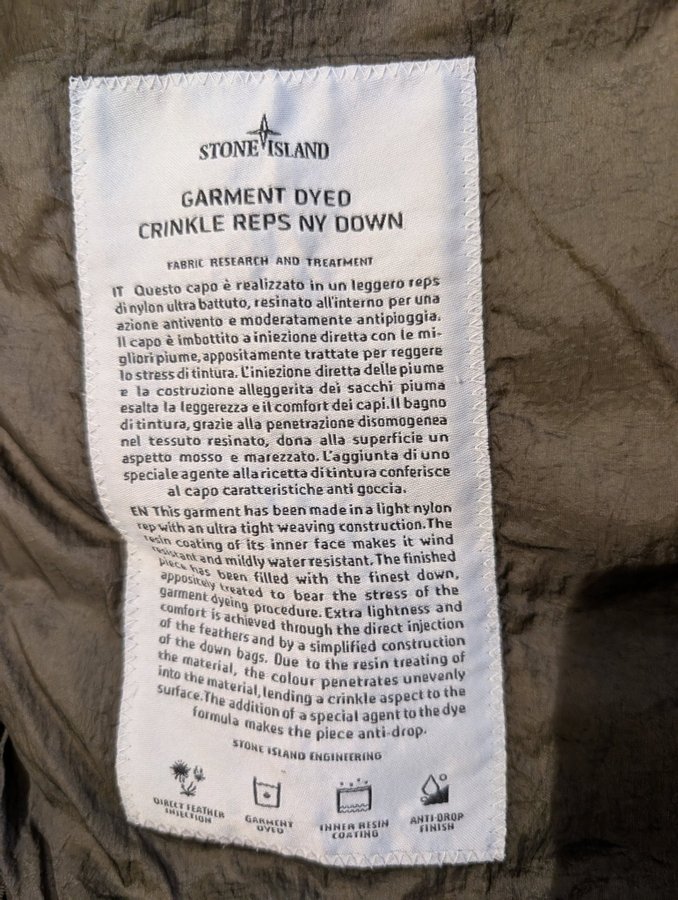 STONE ISLAND
GARMENT DYED
CRINKLE REPS NY DOWN
FABRIC RESEARCH AND TREATMENT
IT Questo capo è realizzato in un leggero reps
di nylon ultra battuto, resinato all'interno per una
azione antivento e moderatamente antipioggia.
Il capo è imbottito a iniezione diretta con le mi-
gliori piume, appositamente trattate per reggere
lo stress di tintura. L'iniezione diretta delle piume
e la costruzione alleggerita dei sacchi piuma
esalta la leggerezza e il comfort dei capi. Il bagno
di tintura, grazie alla penetrazione disomogenea
nel tessuto resinato, dona alla superficie un
aspetto mosso e marezzato. L'aggiunta di uno
speciale agente alla ricetta di tintura conferisce
al capo caratteristiche anti goccia.
EN This garment has been made in a light nylon
rep with an ultra tight weaving construction. The
resin coating of its inner face makes it wind
resistant and mildly water resistant. The finished
piece has been filled with the finest down,
appositely treated to bear the stress of the
garment dyeing procedure. Extra lightness and
comfort is achieved through the direct injection
of the feathers and by a simplified construction
of the down bags. Due to the resin treating of
the material, the colour penetrates unevenly
into the material, lending a crinkle aspect to the
surface. The addition of a special agent to the dye
formula makes the piece anti-drop.
STONE ISLAND ENGINEERING
DIRECT FEATHER
INJECTION
GARMENT
DYED
INNER RESIN
COATING
ANTI-DROP
FINISH